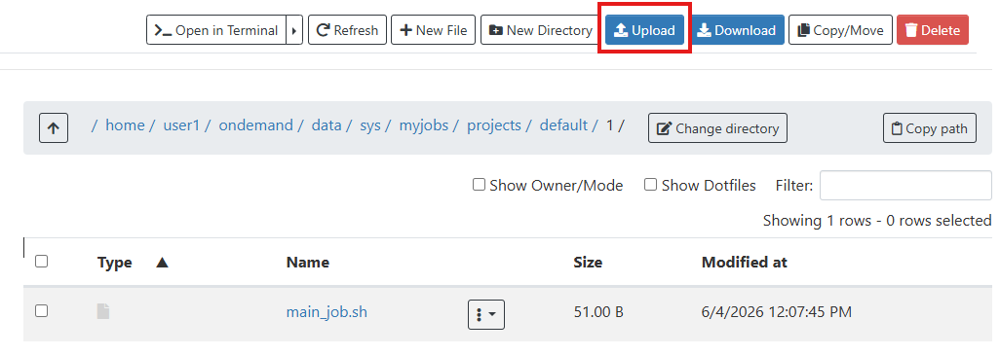 Open in Terminal Refresh New File New Directory Upload Download Copy/Move Delete
/ home / user1 / ondemand / data / sys / myjobs / projects / default / 1 / Change directory Copy path
Show Owner/Mode Show Dotfiles Filter:
Showing 1 rows - 0 rows selected
Type Name Size Modified at
main_job.sh 51.00 B 6/4/2026 12:07:45 PM